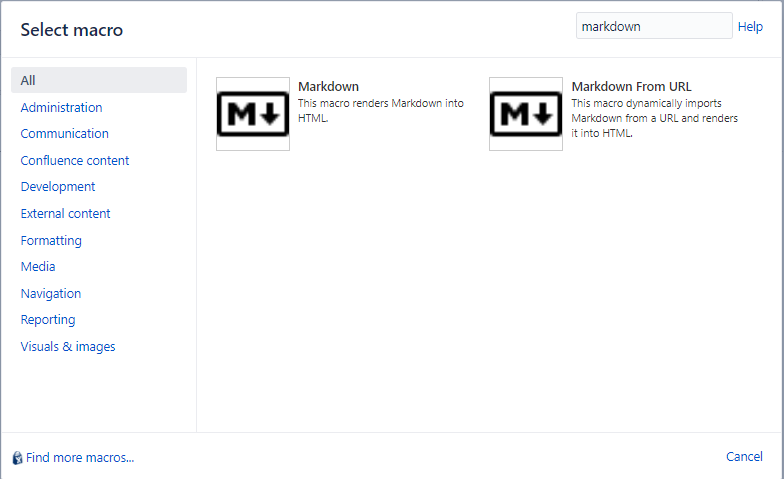 Select macro
markdown
Help
All
Administration
Communication
Confluence content
Development
External content
Formatting
Media
Navigation
Reporting
Visuals & images
M
Markdown
This macro renders Markdown into
HTML.
M
Markdown From URL
This macro dynamically imports
Markdown from a URL and renders
it into HTML.
Find more macros...
Cancel